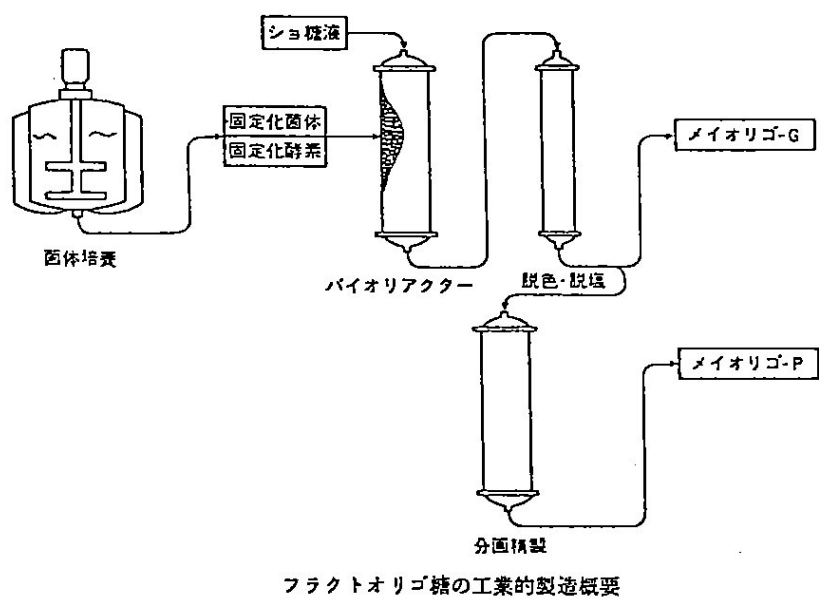 ショ糖液
固定化菌体
固定化酵素
菌体培養
バイオリアクター
脱色・脱塩
メイオリゴ-G
メイオリゴ-P
分画精製
フラクトオリゴ糖の工業的製造概要